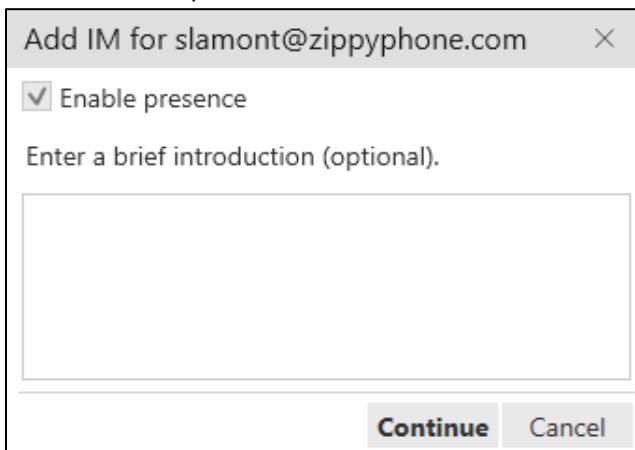 Add IM for slamont@zippyphone.com
Enable presence
Enter a brief introduction (optional).
Continue Cancel